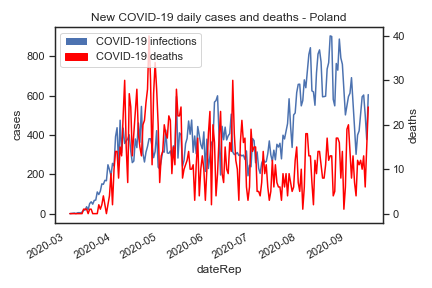 New COVID-19 daily cases and deaths - Poland
COVID-19 infections
COVID-19 deaths
800
600
400
200
0
cases
40
30
20
10
0
deaths
2020-03
2020-04
2020-05
2020-06
2020-07
2020-08
2020-09
dateRep